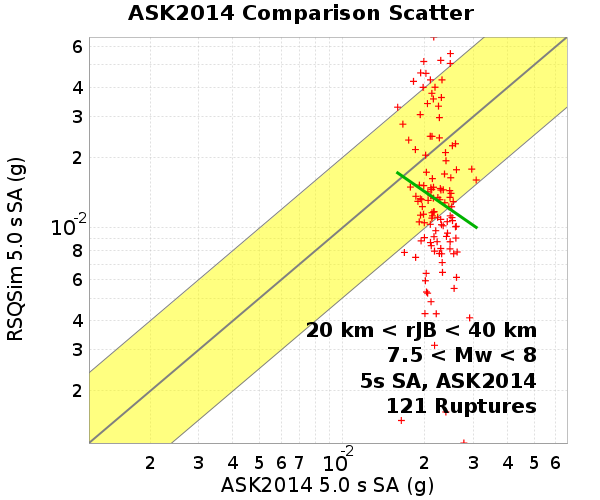 ASK2014 Comparison Scatter
RSQSim 5.0 s SA (g)
6
4
3
2
10-2
8
6
4
3
2
20 km < rJB < 40 km
7.5 < Mw < 8
5s SA, ASK2014
121 Ruptures
2 3 4 5 6 7 10-2 2 3 4 5 6
ASK2014 5.0 s SA (g)